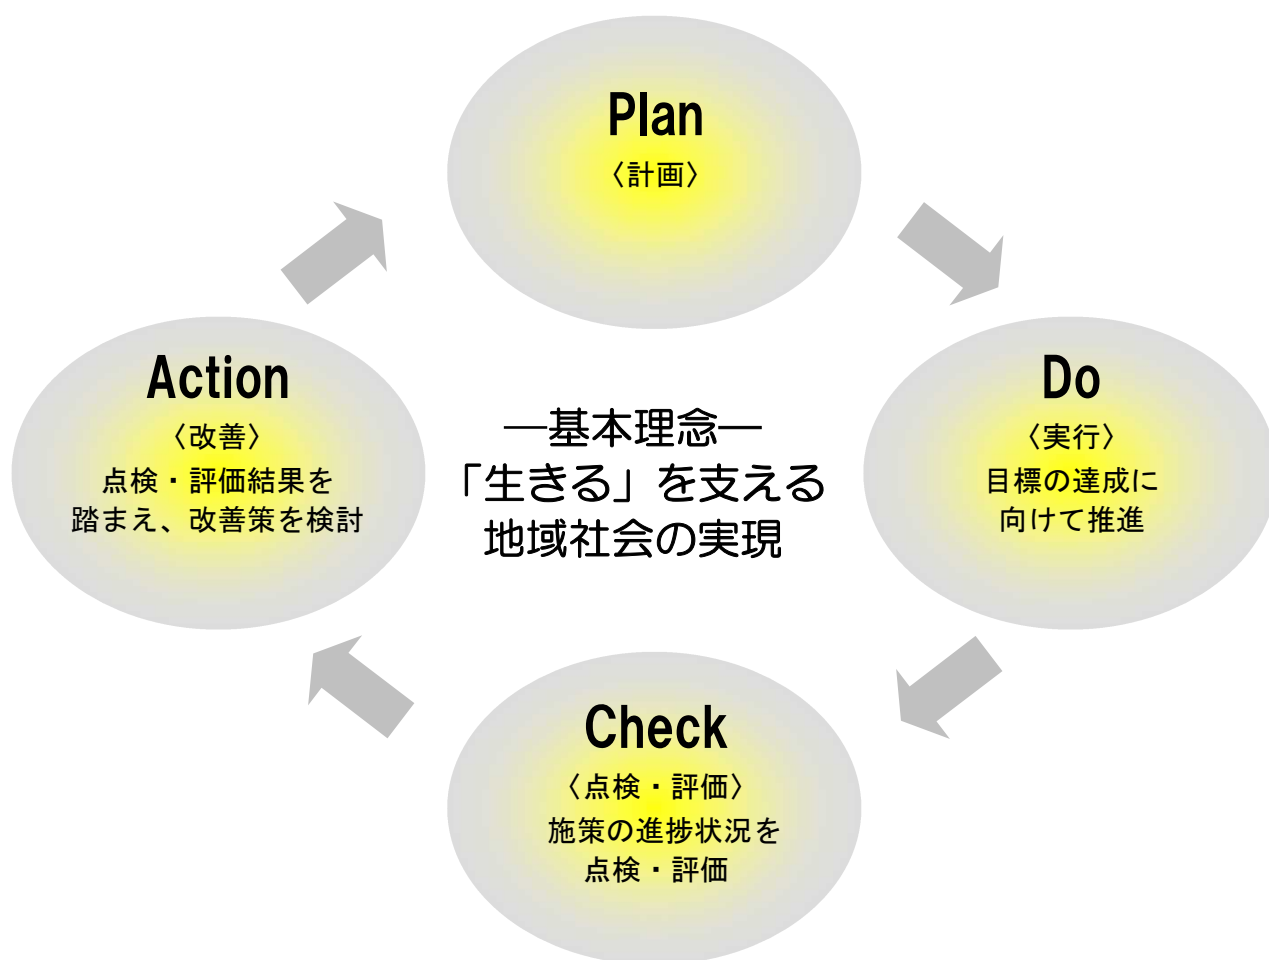 Plan
〈計画〉
Do
〈実行〉
目標の達成に
向けて推進
Check
〈点検・評価〉
施策の進捗状況を
点検・評価
Action
〈改善〉
点検・評価結果を
踏まえ、改善策を検討
―基本理念―
「生きる」を支える
地域社会の実現